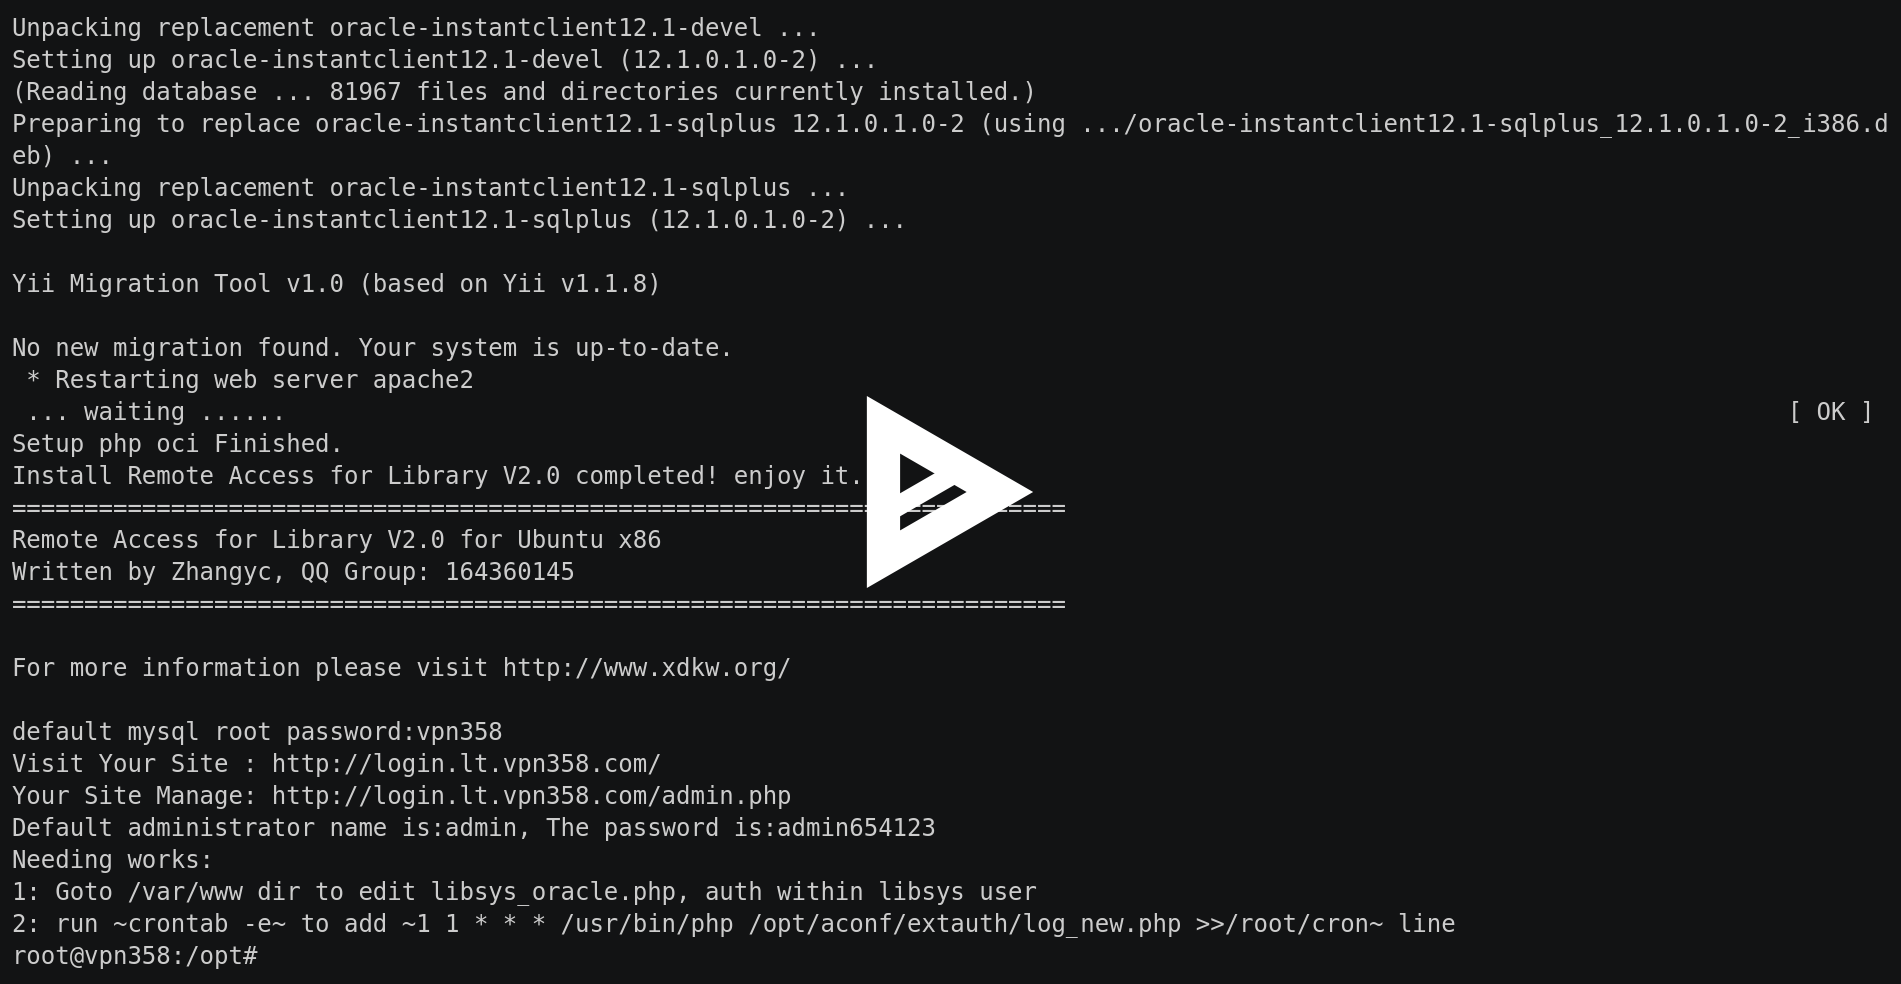 Unpacking replacement oracle-instantclient12.1-devel ...
Setting up oracle-instantclient12.1-devel (12.1.0.1.0-2) ...
(Reading database ... 81967 files and directories currently installed.)
Preparing to replace oracle-instantclient12.1-sqlplus 12.1.0.1.0-2 (using .../oracle-instantclient12.1-sqlplus_12.1.0.1.0-2_i386.d
eb) ...
Unpacking replacement oracle-instantclient12.1-sqlplus ...
Setting up oracle-instantclient12.1-sqlplus (12.1.0.1.0-2) ...
Yii Migration Tool v1.0 (based on Yii v1.1.8)
No new migration found. Your system is up-to-date.
 * Restarting web server apache2
 ... waiting ...... [ OK ]
Setup php oci Finished.
Install Remote Access for Library V2.0 completed! enjoy it.
=========================================================================
Remote Access for Library V2.0 for Ubuntu x86
Written by Zhangyc, QQ Group: 164360145
=========================================================================
For more information please visit http://www.xdkw.org/
default mysql root password:vpn358
Visit Your Site : http://login.lt.vpn358.com/
Your Site Manage: http://login.lt.vpn358.com/admin.php
Default administrator name is:admin, The password is:admin654123
Needing works:
1: Goto /var/www dir to edit libsys_oracle.php, auth within libsys user
2: run ~crontab -e~ to add ~1 1 * * * /usr/bin/php /opt/aconf/extauth/log_new.php >>/root/cron~ line
root@vpn358:/opt#